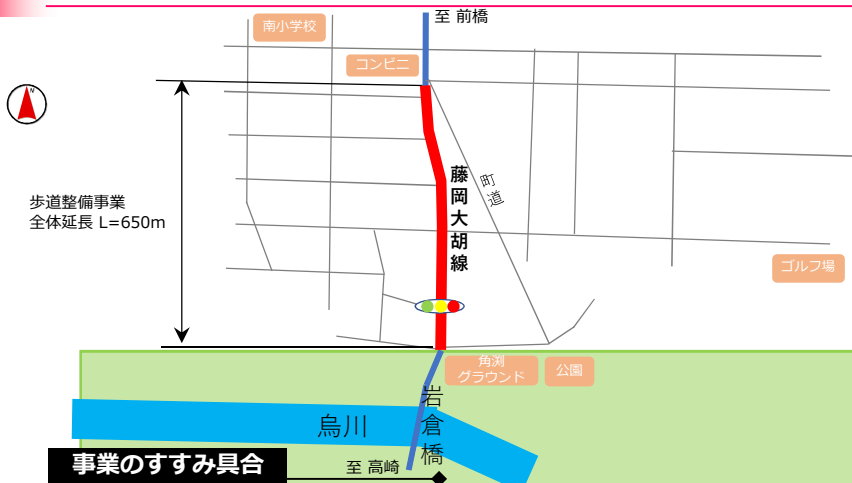 南小学校
至 前橋
コンビニ
N
歩道整備事業
全体延長 L=650m
藤岡大胡線
町道
ゴルフ場
角渕
グラウンド
公園
烏川
岩倉橋
事業のすすみ具合
至 高崎